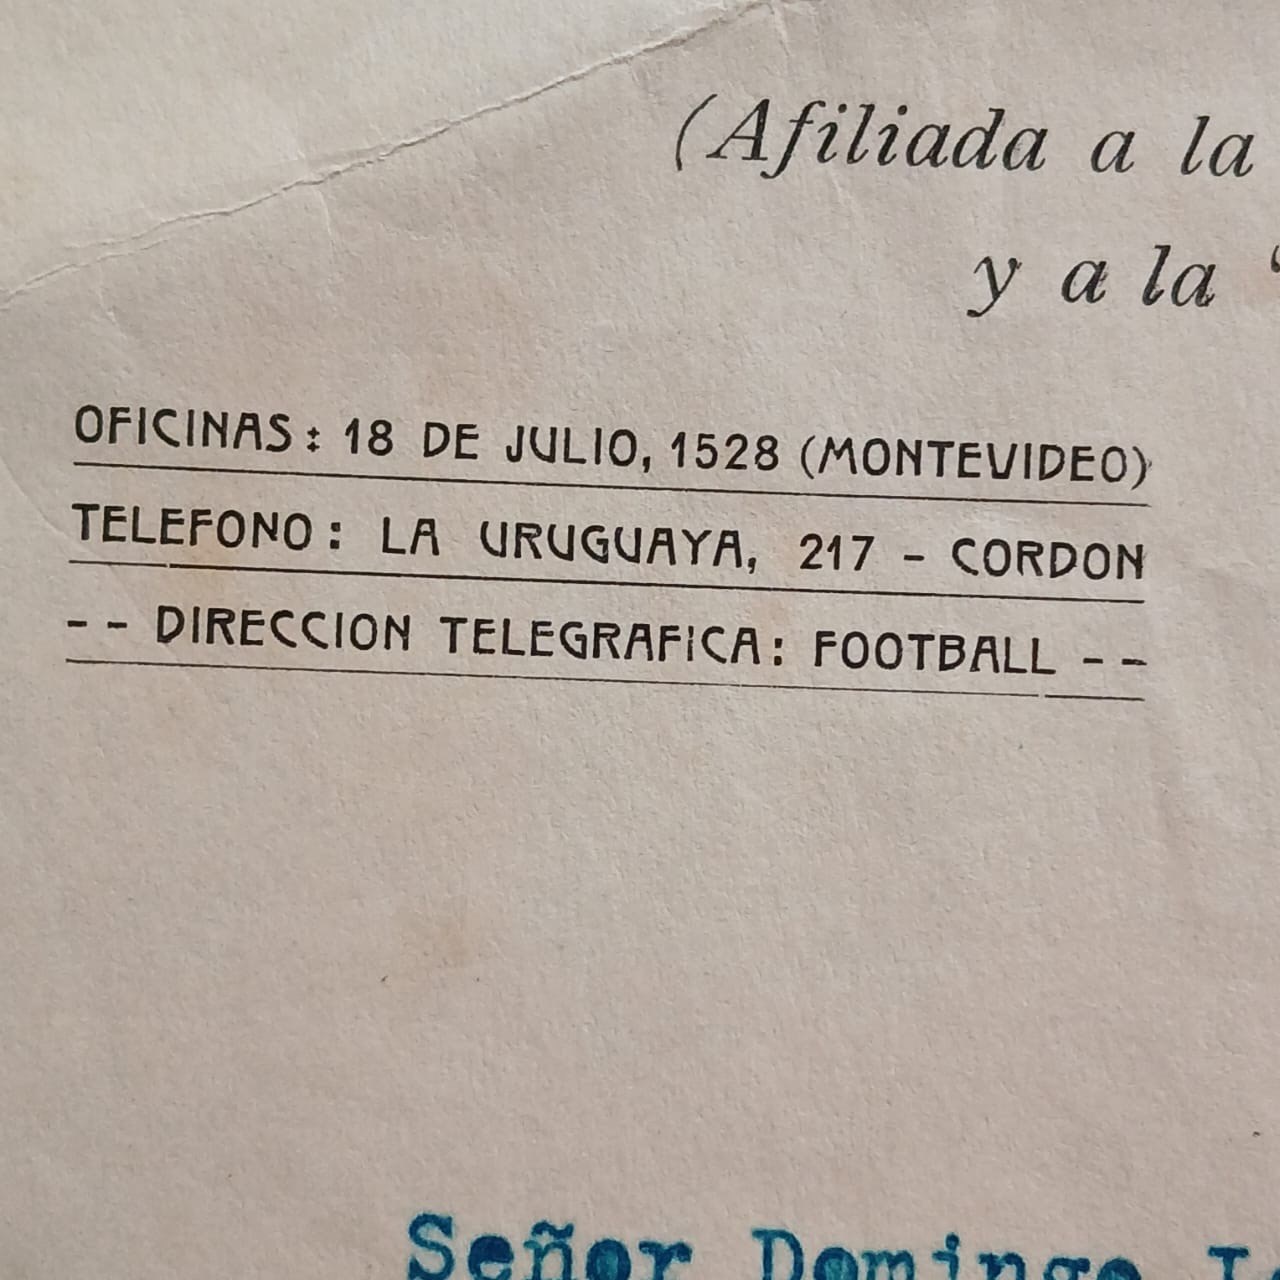 (Afiliada a la
y a la
OFICINAS: 18 DE JULIO, 1528 (MONTEVIDEO)
TELEFONO: LA URUGUAYA, 217 - CORDON
-- DIRECCION TELEGRAFICA: FOOTBALL --
Señor Domingo